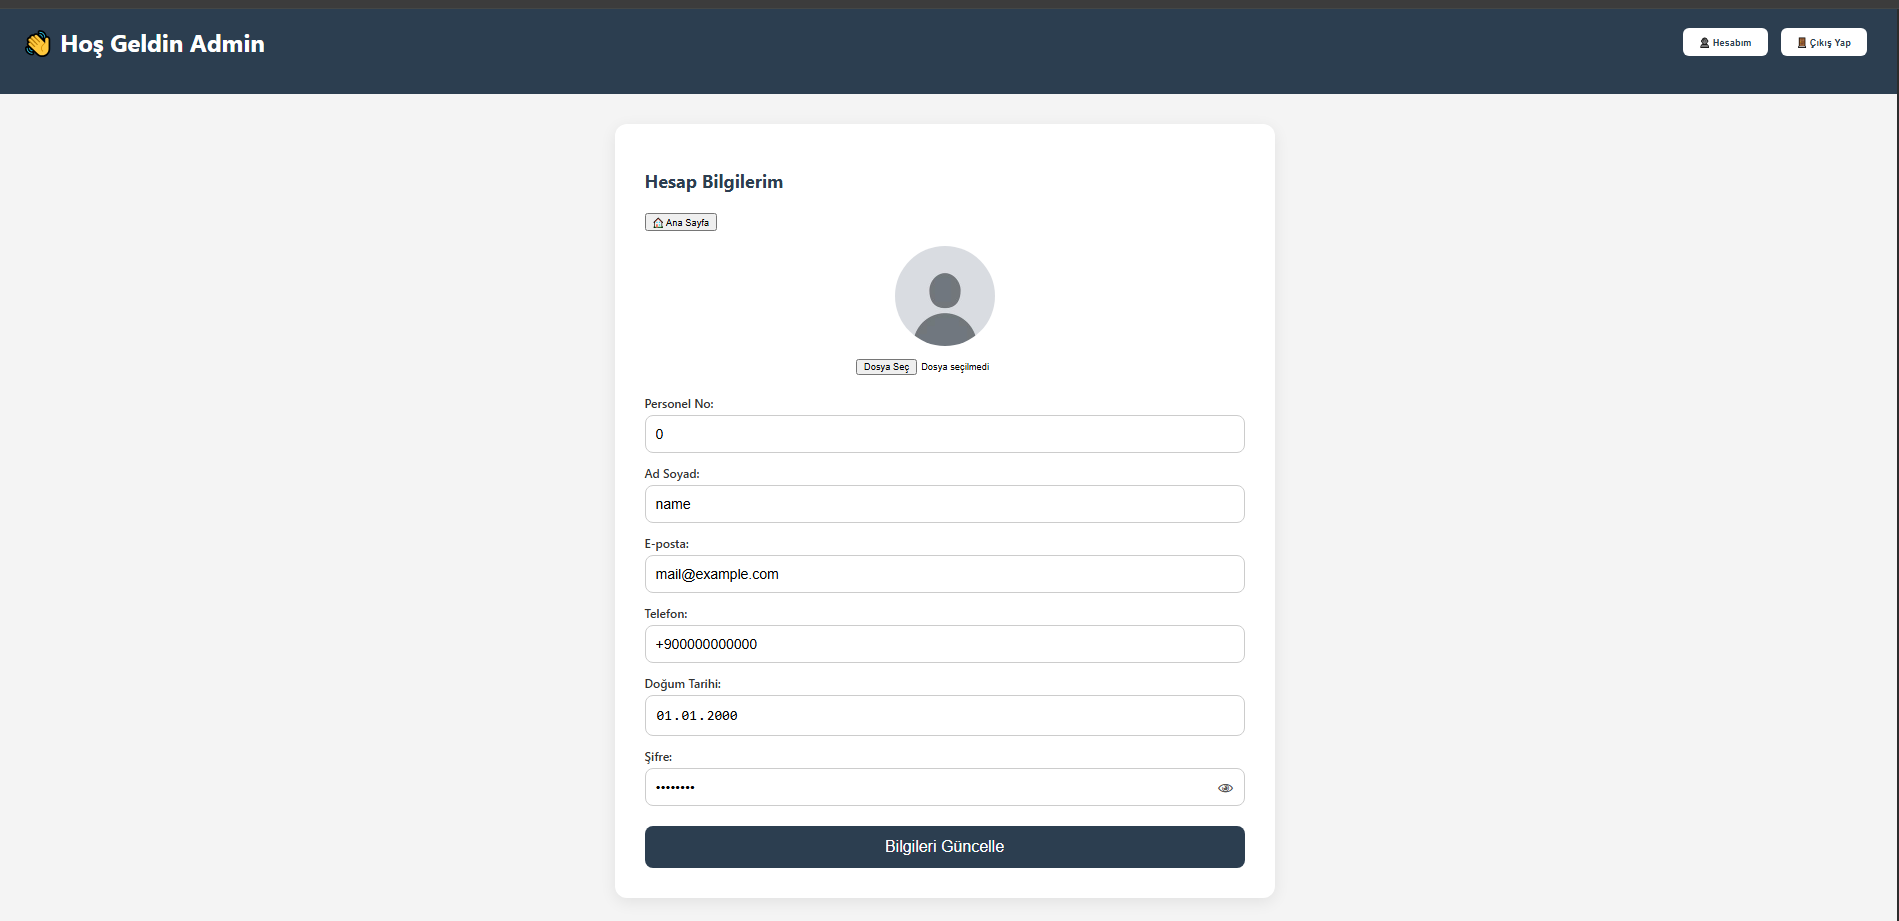 👋 Hoş Geldin Admin
Hesabım
Çıkış Yap
Hesap Bilgilerim
Ana Sayfa
Dosya Seç Dosya seçilmedi
Personel No:
0
Ad Soyad:
name
E-posta:
mail@example.com
Telefon:
+900000000000
Doğum Tarihi:
01.01.2000
Şifre:
••••••••
Bilgileri Güncelle